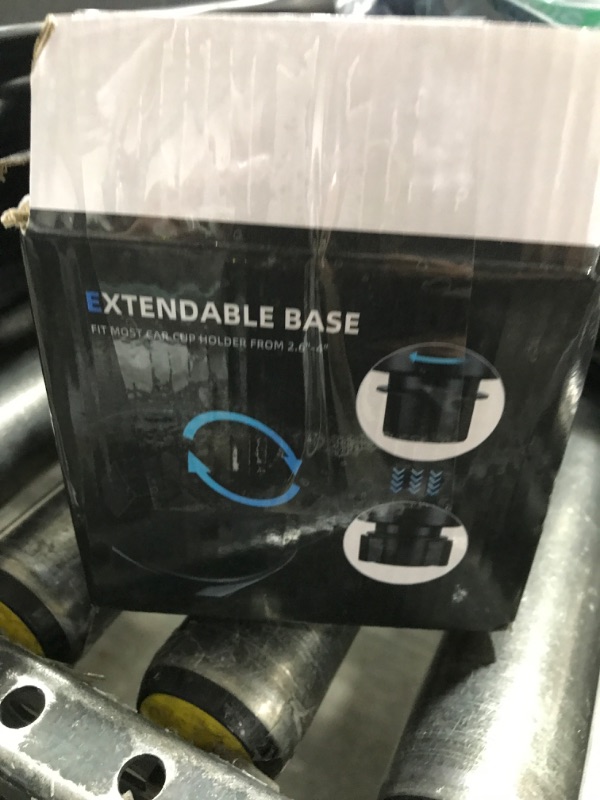 EXTENDABLE BASE
FIT MOST CAR CUP HOLDER FROM 2.6"-4"